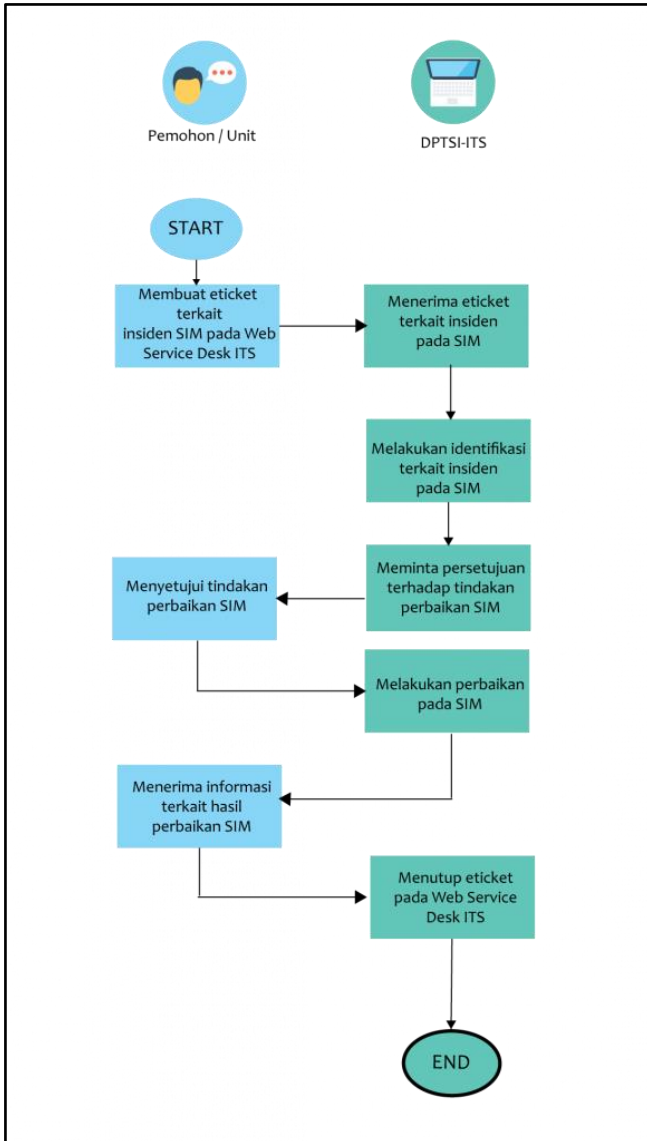 Pemohon / Unit
DPTSI-ITS
START
Membuat eticket
terkait
insiden SIM pada Web
Service Desk ITS
Menerima eticket
terkait insiden
pada SIM
Melakukan identifikasi
terkait insiden
pada SIM
Meminta persetujuan
terhadap tindakan
perbaikan SIM
Menyetujui tindakan
perbaikan SIM
Melakukan perbaikan
pada SIM
Menerima informasi
terkait hasil
perbaikan SIM
Menutup eticket
pada Web Service
Desk ITS
END